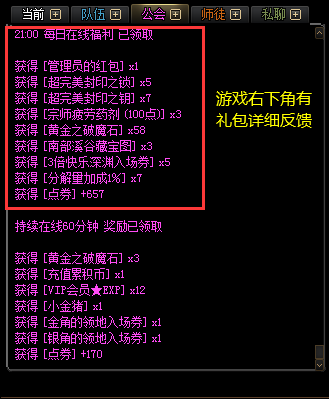 当前 队伍 公会 师徒 私聊
21:00 每日在线福利 已领取
获得 [管理员的红包] x1
获得 [超完美封印之锁] x5
获得 [超完美封印之钥] x7
获得 [宗师疲劳药剂 (100点)] x3
获得 [黄金之破魔石] x58
获得 [南部溪谷藏宝图] x3
获得 [3倍快乐深渊入场券] x5
获得 [分解量加成1%] x7
获得 [点券] +657
游戏右下角有
礼包详细反馈
持续在线60分钟 奖励已领取
获得 [黄金之破魔石] x3
获得 [充值累积币] x1
获得 [VIP会员★EXP] x12
获得 [小金猪] x1
获得 [金角的领地入场券] x1
获得 [银角的领地入场券] x1
获得 [点券] +170